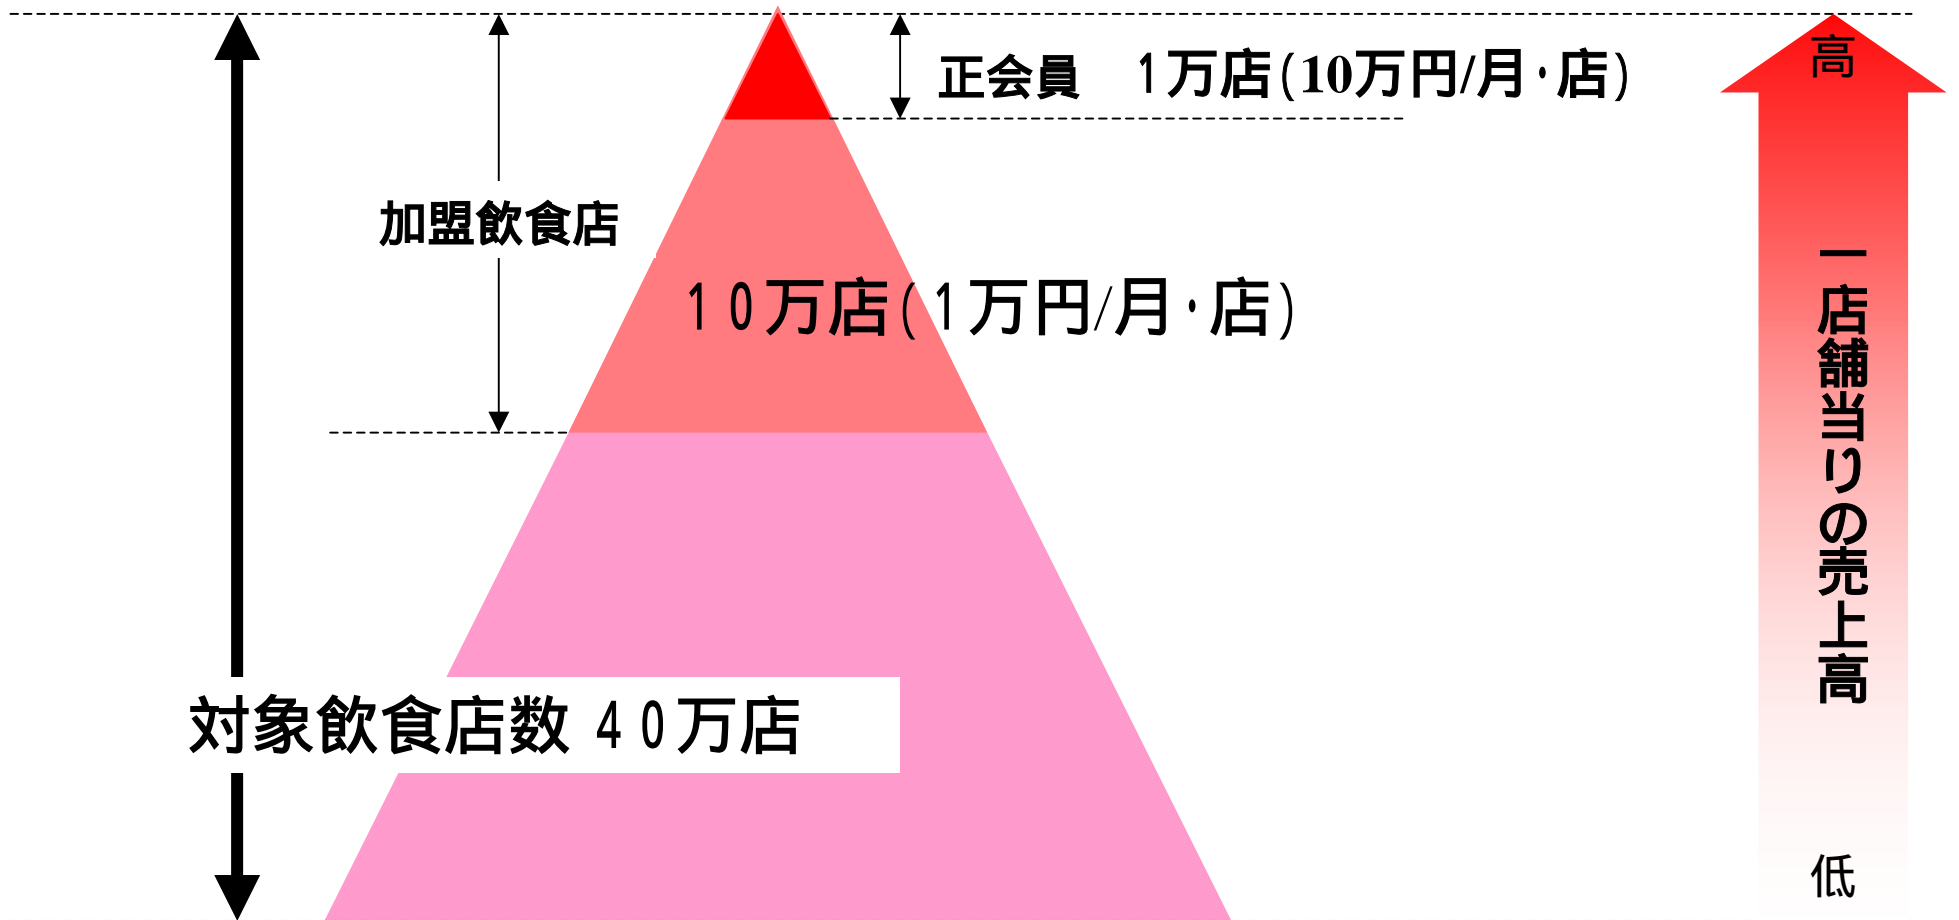 正会員　１万店(10万円/月･店)
高
加盟飲食店
１０万店(１万円/月･店)
一店舗当りの売上高
対象飲食店数 ４０万店
低